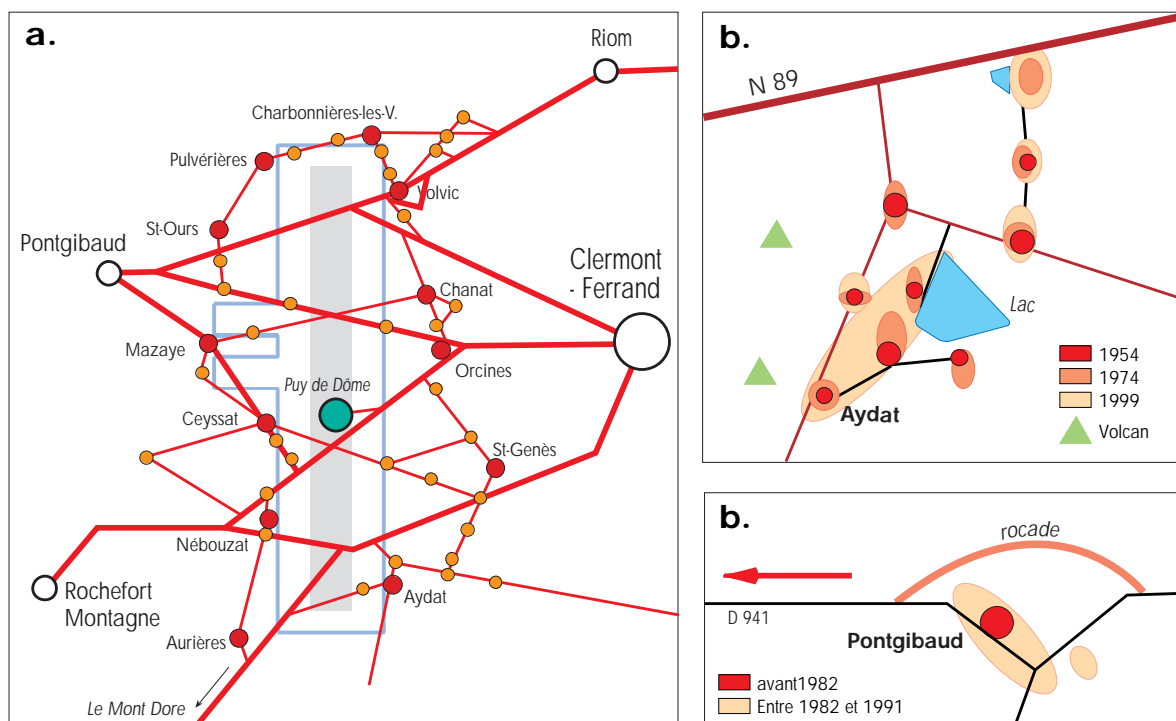 a.
Riom
Charbonnières-les-V.
Pulvérières
Volvic
St-Ours
Pontgibaud
Clermont
- Ferrand
Chanat
Mazaye
Orcines
Puy de Dôme
Ceyssat
St-Genès
Nébouzat
Rochefort
Montagne
Aydat
Aurières
Le Mont Dore
b.
N 89
Lac
1954
1974
1999
Volcan
Aydat
b.
rocade
D 941
Pontgibaud
avant1982
Entre 1982 et 1991